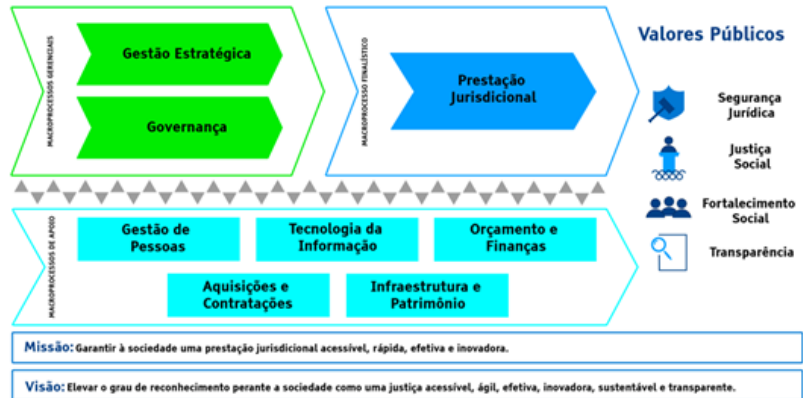 MACROPROCESSOS GERENCIAIS
Gestão Estratégica
Governança
MACROPROCESSO FINALÍSTICO
Prestação
Jurisdicional
Valores Públicos
Segurança
Jurídica
Justiça
Social
Fortalecimento
Social
Transparência
MACROPROCESSOS DE APOIO
Gestão de
Pessoas
Tecnologia da
Informação
Orçamento e
Finanças
Aquisições e
Contratações
Infraestrutura e
Patrimônio
Missão: Garantir à sociedade uma prestação jurisdicional acessível, rápida, efetiva e inovadora.
Visão: Elevar o grau de reconhecimento perante a sociedade como uma justiça acessível, ágil, efetiva, inovadora, sustentável e transparente.